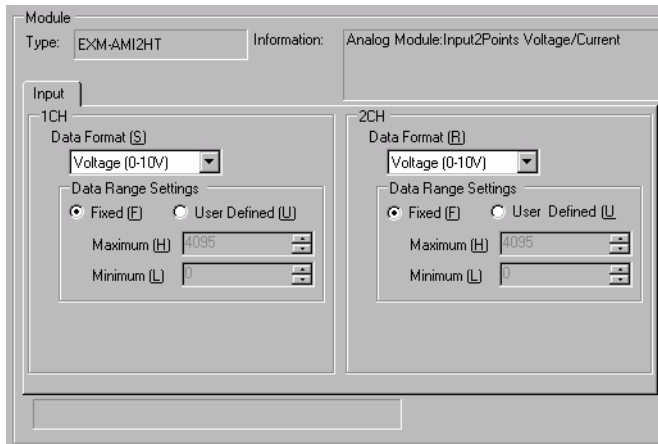 Module
Type: EXM-AMI2HT Information: Analog Module:Input2Points Voltage/Current
Input
1CH
Data Format (S)
Voltage (0-10V)
Data Range Settings
Fixed (F) User Defined (U)
Maximum (H) 4095
Minimum (L) 0
2CH
Data Format (R)
Voltage (0-10V)
Data Range Settings
Fixed (F) User Defined (U
Maximum (H) 4095
Minimum (L) 0